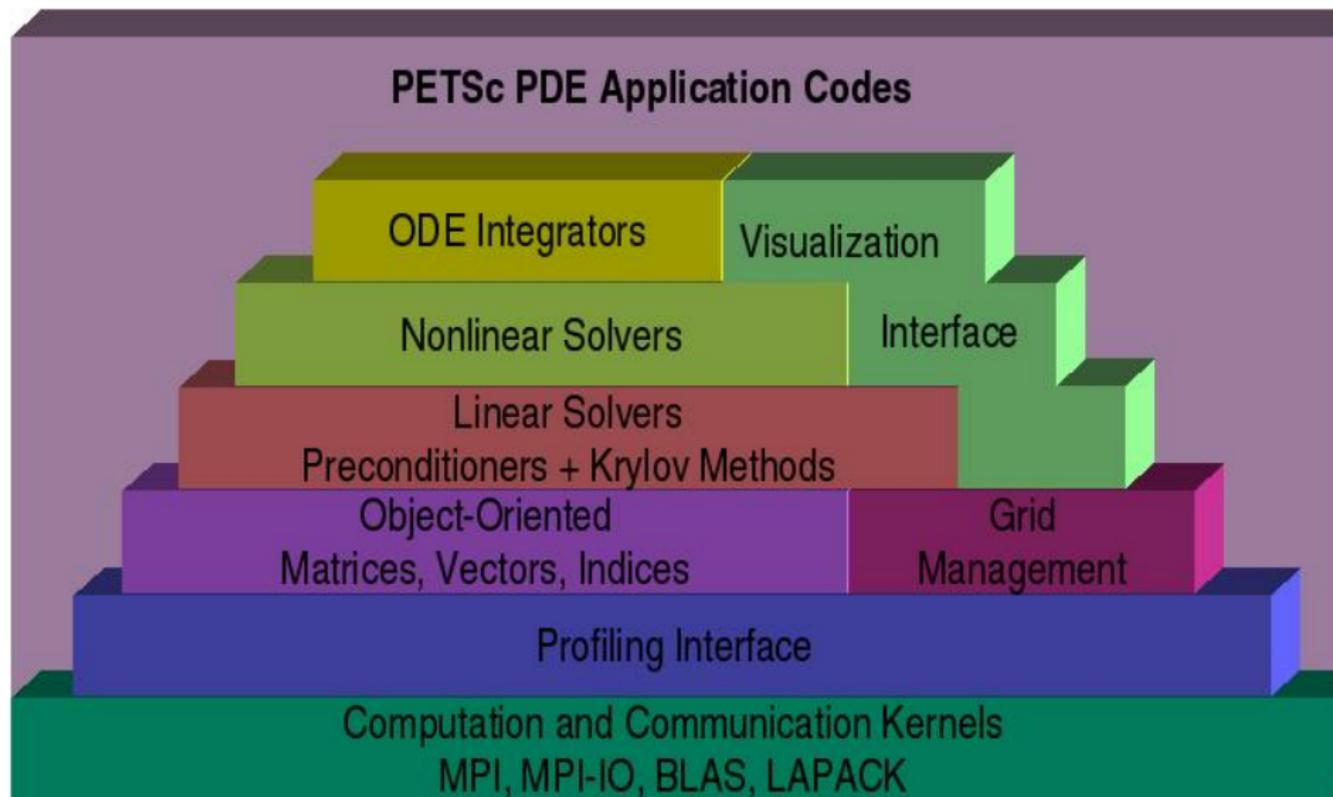 PETSc PDE Application Codes
ODE Integrators
Visualization
Nonlinear Solvers
Interface
Linear Solvers
Preconditioners + Krylov Methods
Object-Oriented
Matrices, Vectors, Indices
Grid
Management
Profiling Interface
Computation and Communication Kernels
MPI, MPI-IO, BLAS, LAPACK